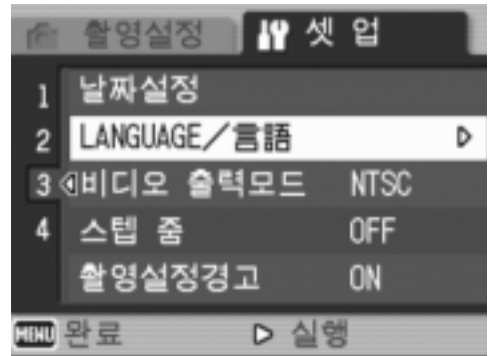 촬영설정 셋 업
1 날짜설정
2 LANGUAGE／言語
3 비디오 출력모드 NTSC
4 스텝 줌 OFF
촬영설정경고 ON
MENU 완료 실행